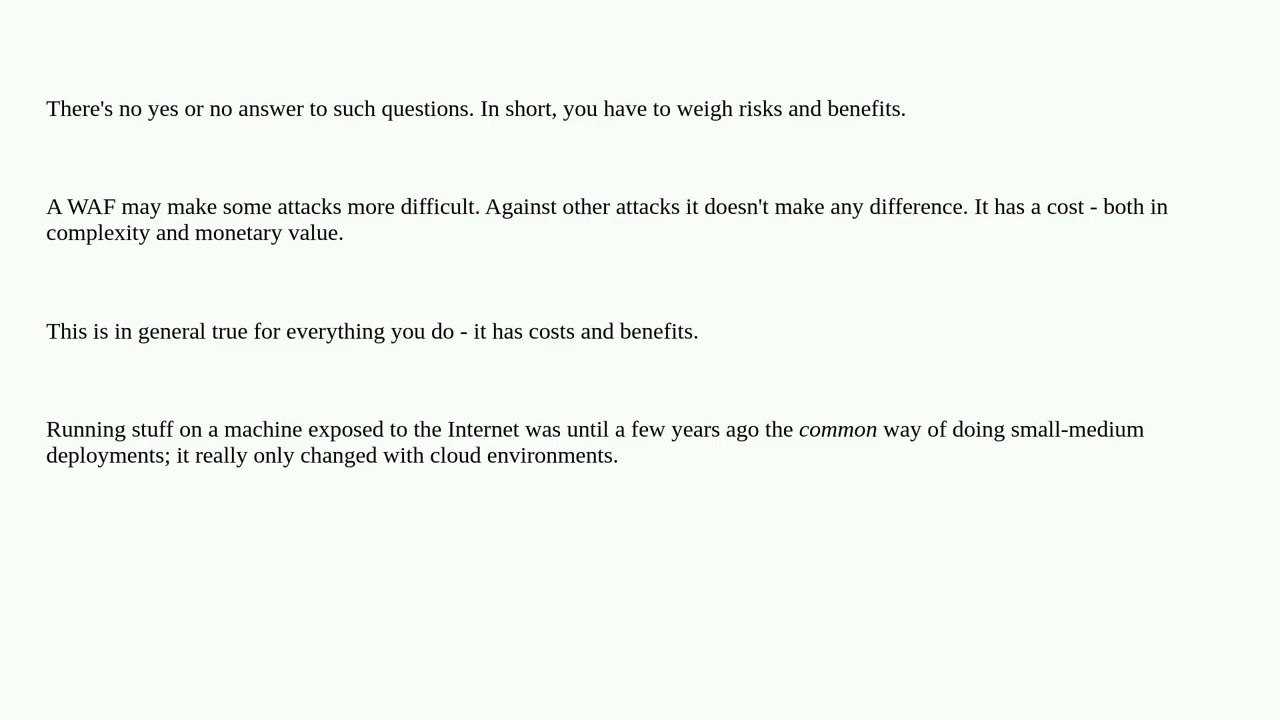 There's no yes or no answer to such questions. In short, you have to weigh risks and benefits.
A WAF may make some attacks more difficult. Against other attacks it doesn't make any difference. It has a cost - both in
complexity and monetary value.
This is in general true for everything you do - it has costs and benefits.
Running stuff on a machine exposed to the Internet was until a few years ago the common way of doing small-medium
deployments; it really only changed with cloud environments.